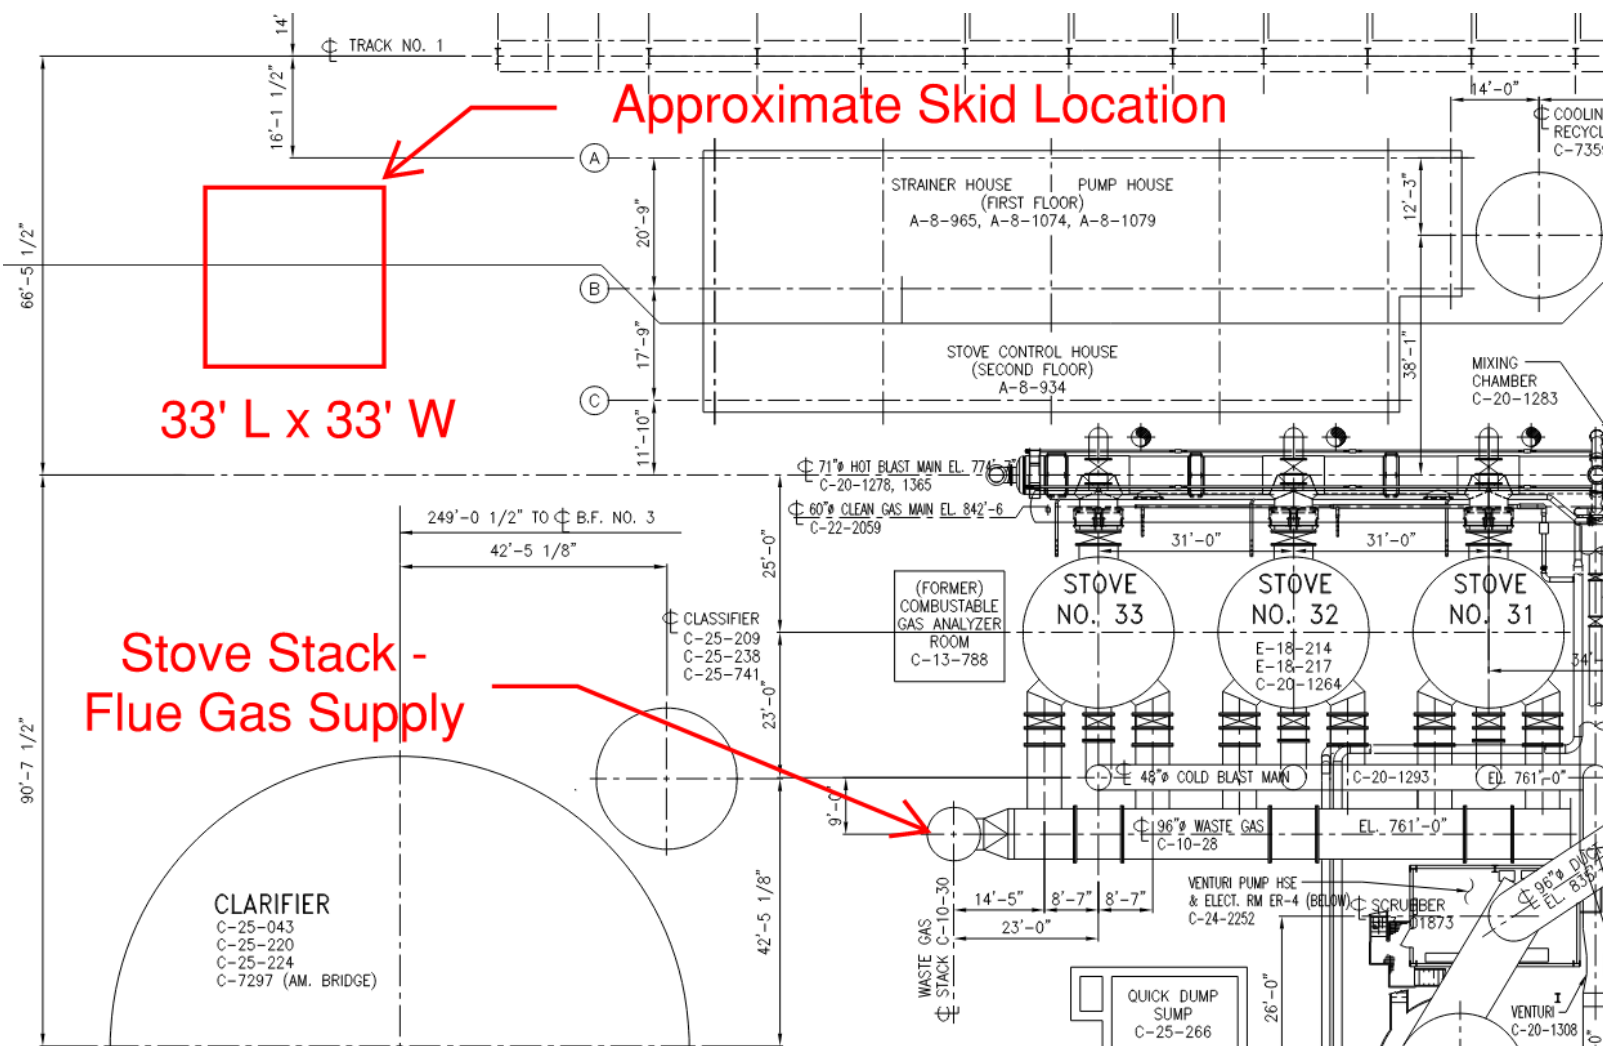 14'
℄ TRACK NO. 1
16'-1 1/2"
Approximate Skid Location
14'-0"
℄ COOLIN
RECYCL
C-735
A
STRAINER HOUSE
PUMP HOUSE
(FIRST FLOOR)
A-8-965, A-8-1074, A-8-1079
12'-3"
20'-9"
66'-5 1/2"
B
17'-9"
STOVE CONTROL HOUSE
(SECOND FLOOR)
A-8-934
38'-1"
MIXING
CHAMBER
C-20-1283
C
33' L x 33' W
11'-10"
℄ 71"ø HOT BLAST MAIN EL. 774'-
C-20-1278, 1365
℄ 60"ø CLEAN GAS MAIN EL. 842'-6
C-22-2059
249'-0 1/2" TO ℄ B.F. NO. 3
42'-5 1/8"
25'-0"
31'-0"
31'-0"
(FORMER)
COMBUSTABLE
GAS ANALYZER
ROOM
C-13-788
STOVE
NO. 33
STOVE
NO. 32
E-18-214
E-18-217
C-20-1264
STOVE
NO. 31
34'
℄ CLASSIFIER
C-25-209
C-25-238
C-25-741
Stove Stack -
Flue Gas Supply
23'-0"
90'-7 1/2"
℄ 48"ø COLD BLAST MAIN
C-20-1293
EL. 761'-0"
9'-0"
℄ 96"ø WASTE GAS
C-10-28
EL. 761'-0"
℄ 96"ø DUCT
EL. 835'-
14'-5"
8'-7"
8'-7"
23'-0"
VENTURI PUMP HSE
& ELECT. RM ER-4 (BELOW)
C-24-2252
℄ SCRUBBER
01873
CLARIFIER
C-25-043
C-25-220
C-25-224
C-7297 (AM. BRIDGE)
42'-5 1/8"
WASTE GAS
℄ STACK C-10-30
QUICK DUMP
SUMP
C-25-266
26'-0"
VENTURI
C-20-1308